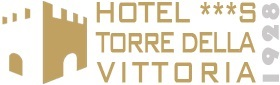 HOTEL ***S
TORRE DELLA
VITTORIA
1928